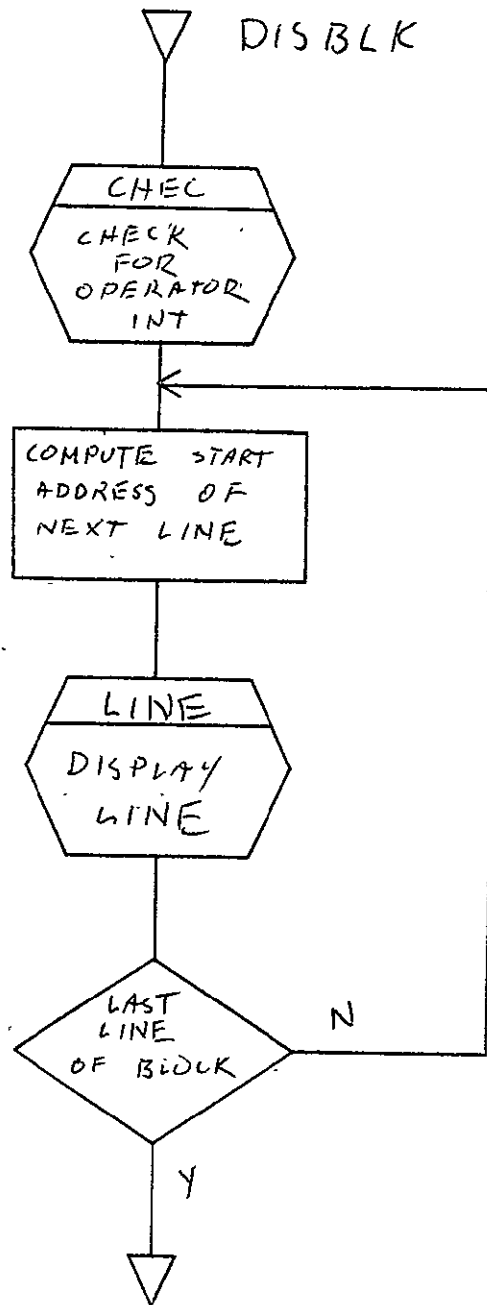 DISBLK
CHEC
CHECK
FOR
OPERATOR
INT
COMPUTE START
ADDRESS OF
NEXT LINE
LINE
DISPLAY
LINE
LAST
LINE
OF BLOCK
N
Y